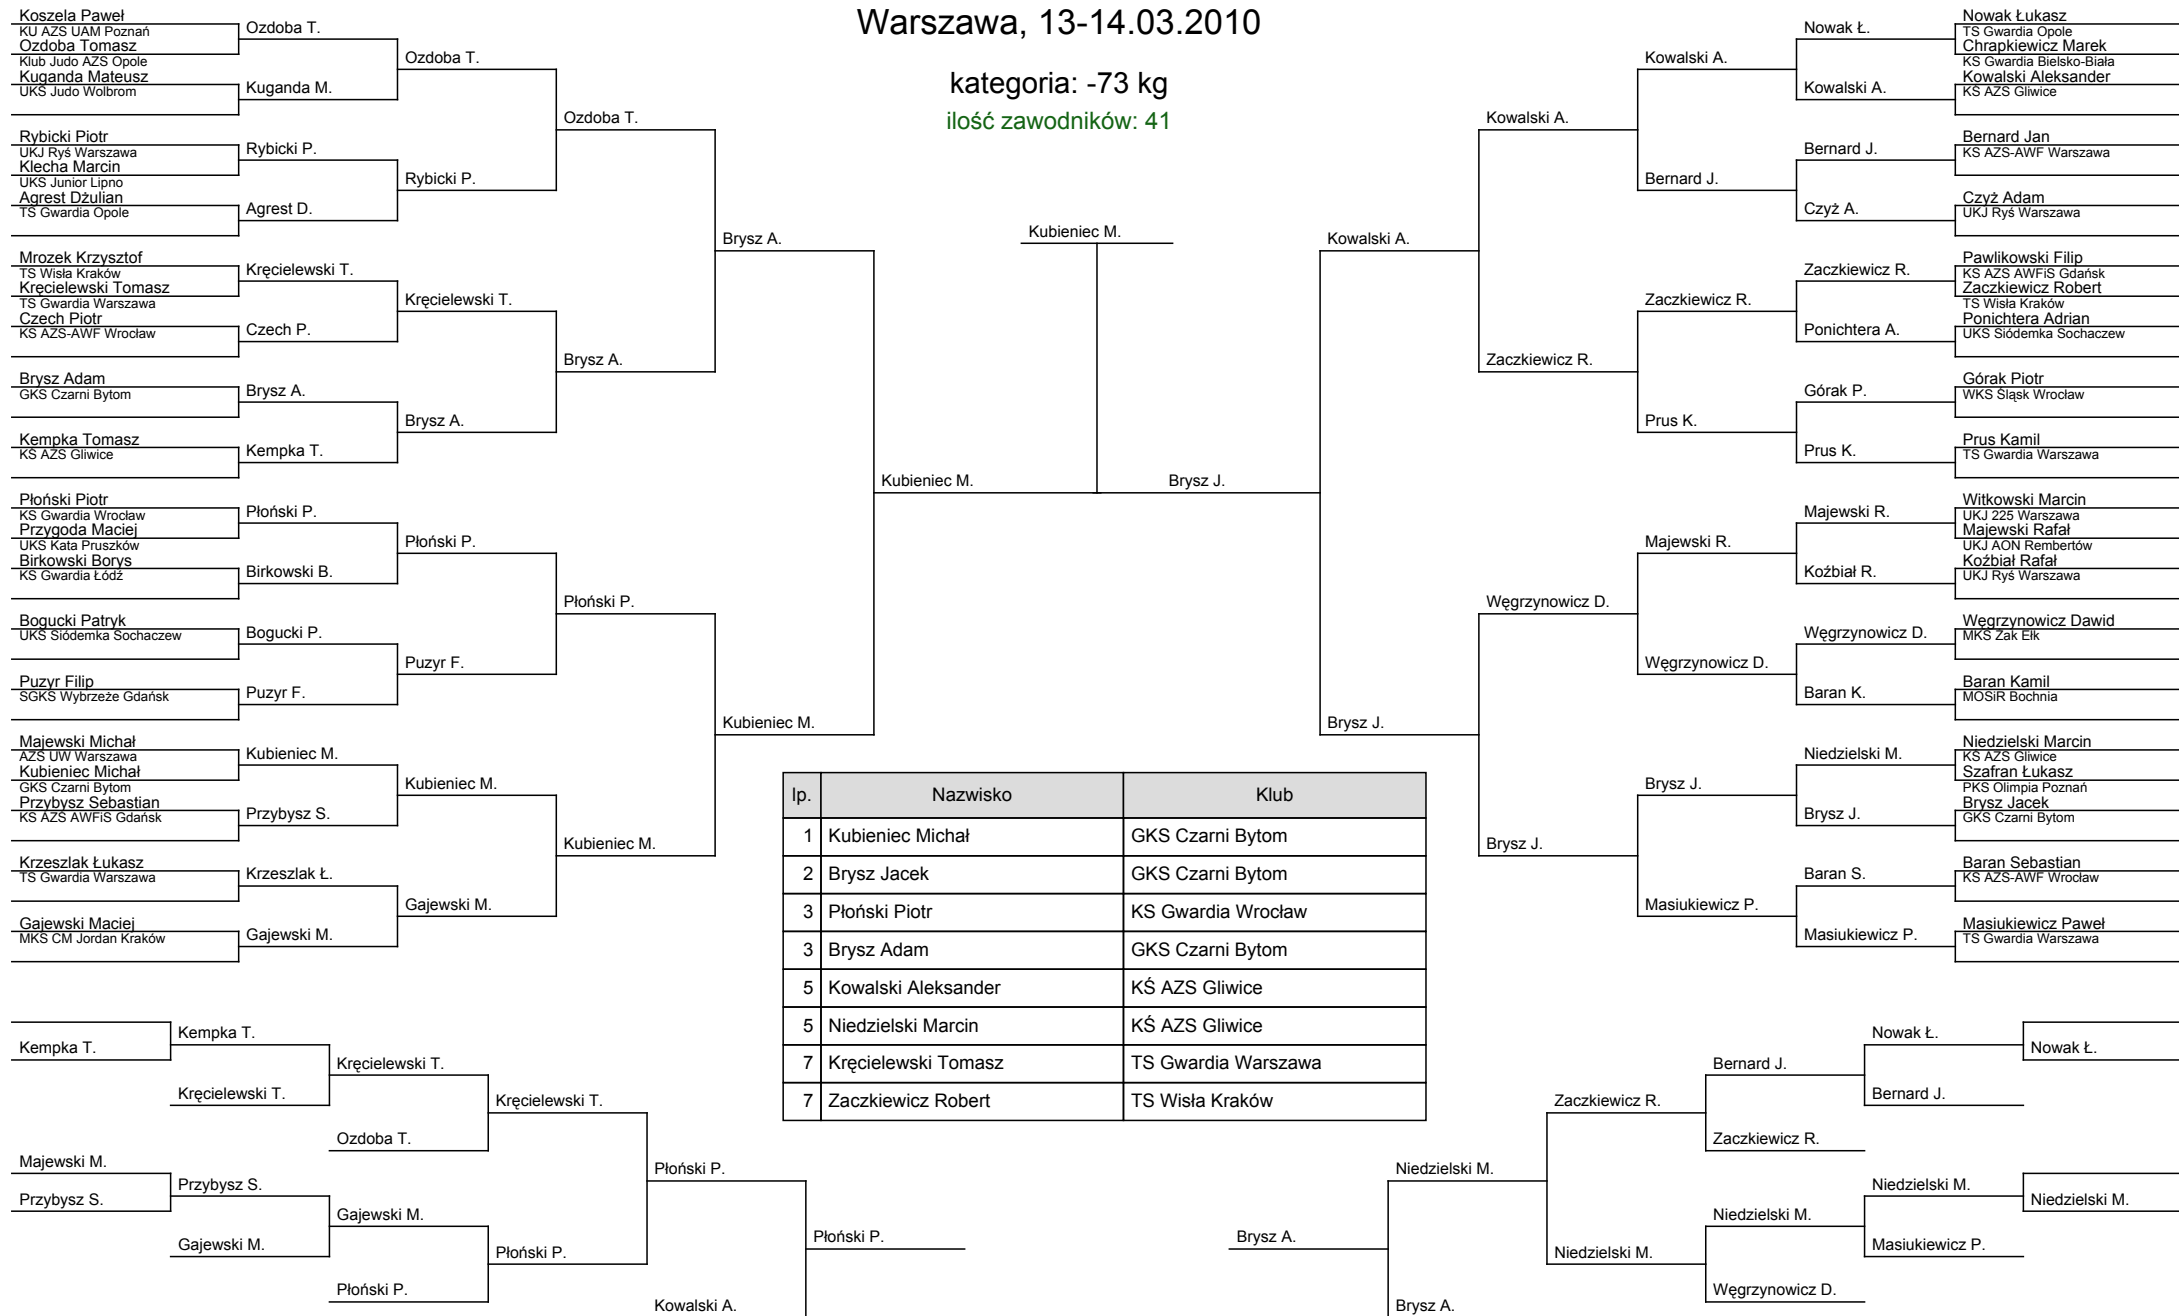 Warszawa, 13-14.03.2010
kategoria: -73 kg
ilość zawodników: 41
Koszela Paweł
KU AZS UAM Poznań
Ozdoba Tomasz
Klub Judo AZS Opole
Kuganda Mateusz
UKS Judo Wolbrom
Rybicki Piotr
UKJ Ryś Warszawa
Klecha Marcin
UKS Junior Lipno
Agrest Dżulian
TS Gwardia Opole
Mrozek Krzysztof
TS Wisła Kraków
Kręcielewski Tomasz
TS Gwardia Warszawa
Czech Piotr
KS AZS-AWF Wrocław
Brysz Adam
GKS Czarni Bytom
Kempka Tomasz
KŚ AZS Gliwice
Płoński Piotr
KS Gwardia Wrocław
Przygoda Maciej
UKS Kata Pruszków
Birkowski Borys
KS Gwardia Łódź
Bogucki Patryk
UKS Siódemka Sochaczew
Puzyr Filip
SGKS Wybrzeże Gdańsk
Majewski Michał
AZS UW Warszawa
Kubieniec Michał
GKS Czarni Bytom
Przybysz Sebastian
KS AZS AWFiS Gdańsk
Krzeszlak Łukasz
TS Gwardia Warszawa
Gajewski Maciej
MKS CM Jordan Kraków
Ozdoba T.
Kuganda M.
Rybicki P.
Agrest D.
Kręcielewski T.
Czech P.
Brysz A.
Kempka T.
Płoński P.
Birkowski B.
Bogucki P.
Puzyr F.
Kubieniec M.
Przybysz S.
Krzeszlak Ł.
Gajewski M.
Ozdoba T.
Rybicki P.
Kręcielewski T.
Brysz A.
Płoński P.
Puzyr F.
Kubieniec M.
Gajewski M.
Ozdoba T.
Brysz A.
Płoński P.
Kubieniec M.
Brysz A.
Kubieniec M.
Kubieniec M.
Kubieniec M.
Brysz J.
Kowalski A.
Brysz J.
Kowalski A.
Zaczkiewicz R.
Węgrzynowicz D.
Brysz J.
Kowalski A.
Bernard J.
Zaczkiewicz R.
Prus K.
Majewski R.
Węgrzynowicz D.
Brysz J.
Masiukiewicz P.
Nowak Ł.
Kowalski A.
Bernard J.
Czyż A.
Zaczkiewicz R.
Ponichtera A.
Górak P.
Prus K.
Majewski R.
Koźbiał R.
Węgrzynowicz D.
Baran K.
Niedzielski M.
Brysz J.
Baran S.
Masiukiewicz P.
Nowak Łukasz
TS Gwardia Opole
Chrapkiewicz Marek
KS Gwardia Bielsko-Biała
Kowalski Aleksander
KŚ AZS Gliwice
Bernard Jan
KS AZS-AWF Warszawa
Czyż Adam
UKJ Ryś Warszawa
Pawlikowski Filip
KS AZS AWFiS Gdańsk
Zaczkiewicz Robert
TS Wisła Kraków
Ponichtera Adrian
UKS Siódemka Sochaczew
Górak Piotr
WKS Śląsk Wrocław
Prus Kamil
TS Gwardia Warszawa
Witkowski Marcin
UKJ 225 Warszawa
Majewski Rafał
UKJ AON Rembertów
Koźbiał Rafał
UKJ Ryś Warszawa
Węgrzynowicz Dawid
MKS Żak Ełk
Baran Kamil
MOSiR Bochnia
Niedzielski Marcin
KŚ AZS Gliwice
Szafran Łukasz
PKS Olimpia Poznań
Brysz Jacek
GKS Czarni Bytom
Baran Sebastian
KS AZS-AWF Wrocław
Masiukiewicz Paweł
TS Gwardia Warszawa
lp. Nazwisko Klub
1 Kubieniec Michał GKS Czarni Bytom
2 Brysz Jacek GKS Czarni Bytom
3 Płoński Piotr KS Gwardia Wrocław
3 Brysz Adam GKS Czarni Bytom
5 Kowalski Aleksander KŚ AZS Gliwice
5 Niedzielski Marcin KŚ AZS Gliwice
7 Kręcielewski Tomasz TS Gwardia Warszawa
7 Zaczkiewicz Robert TS Wisła Kraków
Kempka T.
Majewski M.
Przybysz S.
Kempka T.
Kręcielewski T.
Przybysz S.
Gajewski M.
Kręcielewski T.
Ozdoba T.
Gajewski M.
Płoński P.
Kręcielewski T.
Płoński P.
Płoński P.
Kowalski A.
Płoński P.
Brysz A.
Niedzielski M.
Brysz A.
Zaczkiewicz R.
Niedzielski M.
Bernard J.
Zaczkiewicz R.
Niedzielski M.
Węgrzynowicz D.
Nowak Ł.
Bernard J.
Niedzielski M.
Masiukiewicz P.
Nowak Ł.
Niedzielski M.